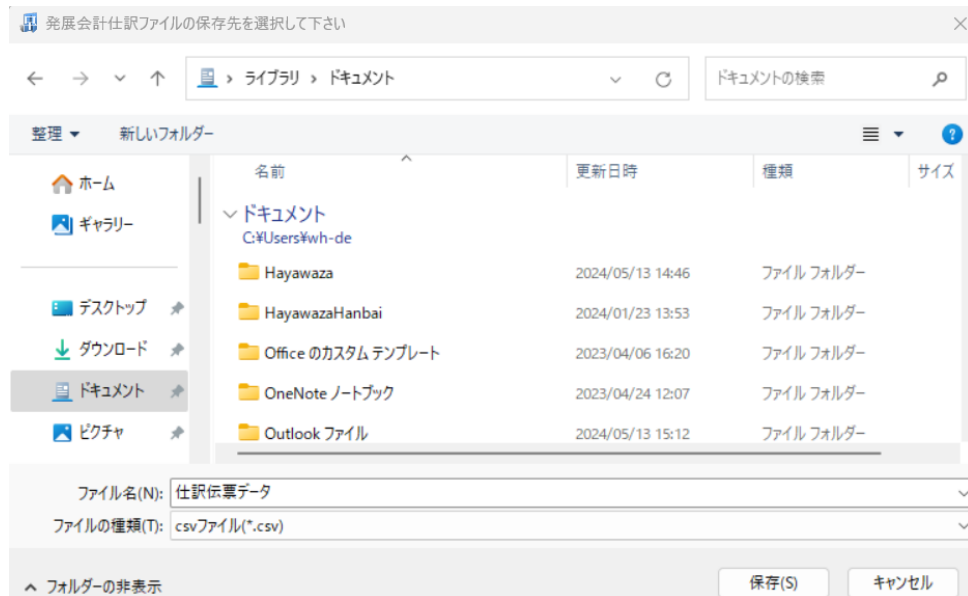 発展会計仕訳ファイルの保存先を選択して下さい
ライブラリ › ドキュメント
ドキュメントの検索
整理 新しいフォルダー
名前 更新日時 種類 サイズ
ホーム
ギャラリー
デスクトップ
ダウンロード
ドキュメント
ピクチャ
ドキュメント
C:¥Users¥wh-de
Hayawaza 2024/05/13 14:46 ファイル フォルダー
HayawazaHanbai 2024/01/23 13:53 ファイル フォルダー
Office のカスタム テンプレート 2023/04/06 16:20 ファイル フォルダー
OneNote ノートブック 2023/04/24 12:07 ファイル フォルダー
Outlook ファイル 2024/05/13 15:12 ファイル フォルダー
ファイル名(N): 仕訳伝票データ
ファイルの種類(T): csvファイル(*.csv)
フォルダーの非表示 保存(S) キャンセル